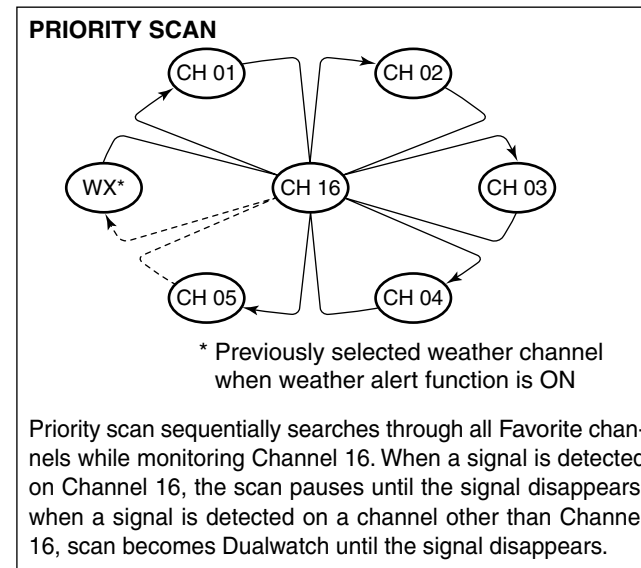 PRIORITY SCAN
CH 01
CH 02
WX*
CH 16
CH 03
CH 05
CH 04
* Previously selected weather channel
when weather alert function is ON
Priority scan sequentially searches through all Favorite chan-
nels while monitoring Channel 16. When a signal is detected
on Channel 16, the scan pauses until the signal disappears
when a signal is detected on a channel other than Channe
16, scan becomes Dualwatch until the signal disappears.